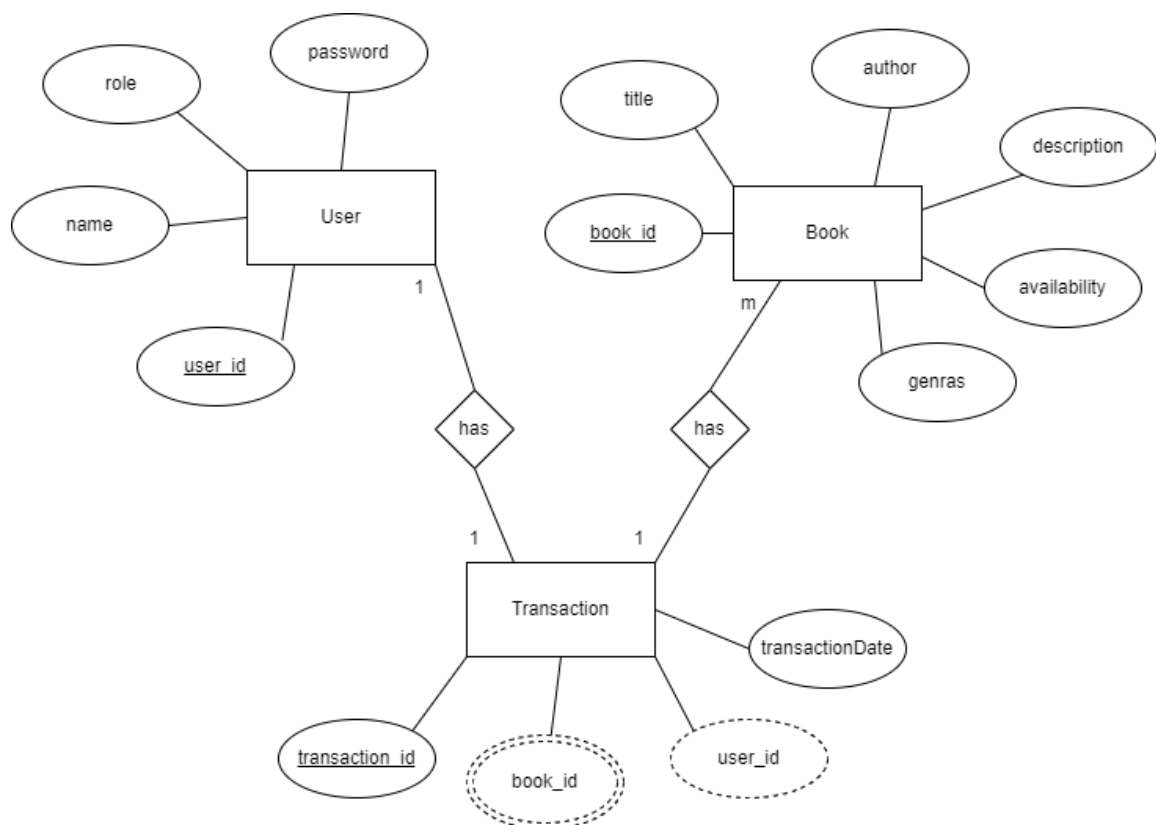 password
role
author
title
description
User
name
book_id
Book
availability
1
m
user_id
genras
has
has
1
1
Transaction
transactionDate
transaction_id
book_id
user_id